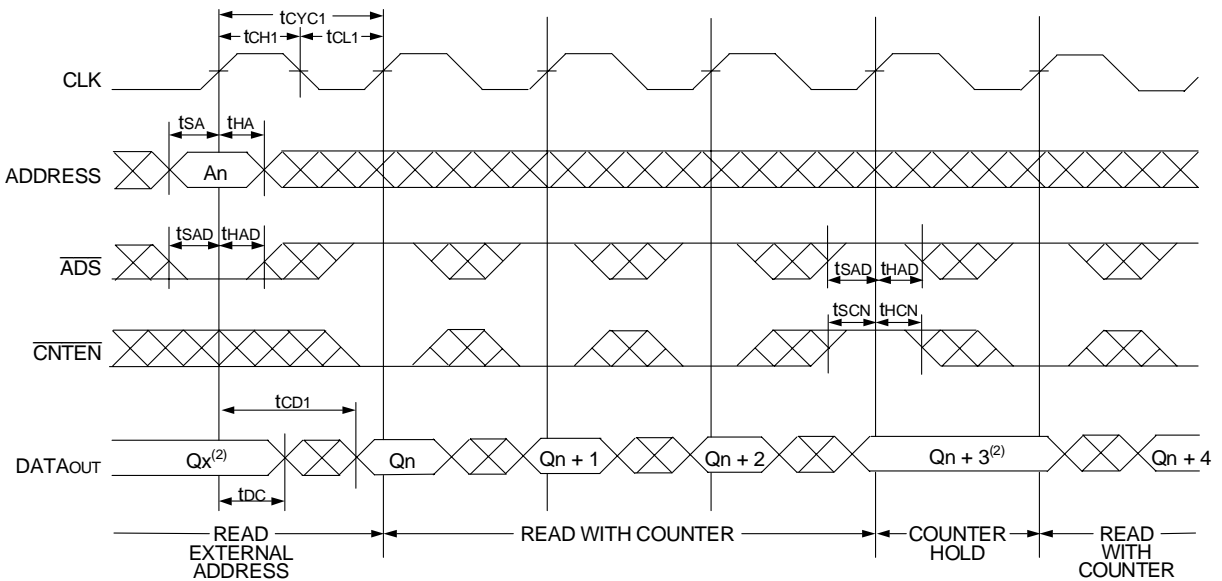 tCYC1
tCH1 tCL1
CLK
tSA tHA
ADDRESS An
tSAD tHAD
ADS
tSAD tHAD
tSCN tHCN
CNTEN
tCD1
DATAOUT Qx(2) Qn Qn + 1 Qn + 2 Qn + 3(2) Qn + 4
tDC
READ EXTERNAL ADDRESS
READ WITH COUNTER
COUNTER HOLD
READ WITH COUNTER